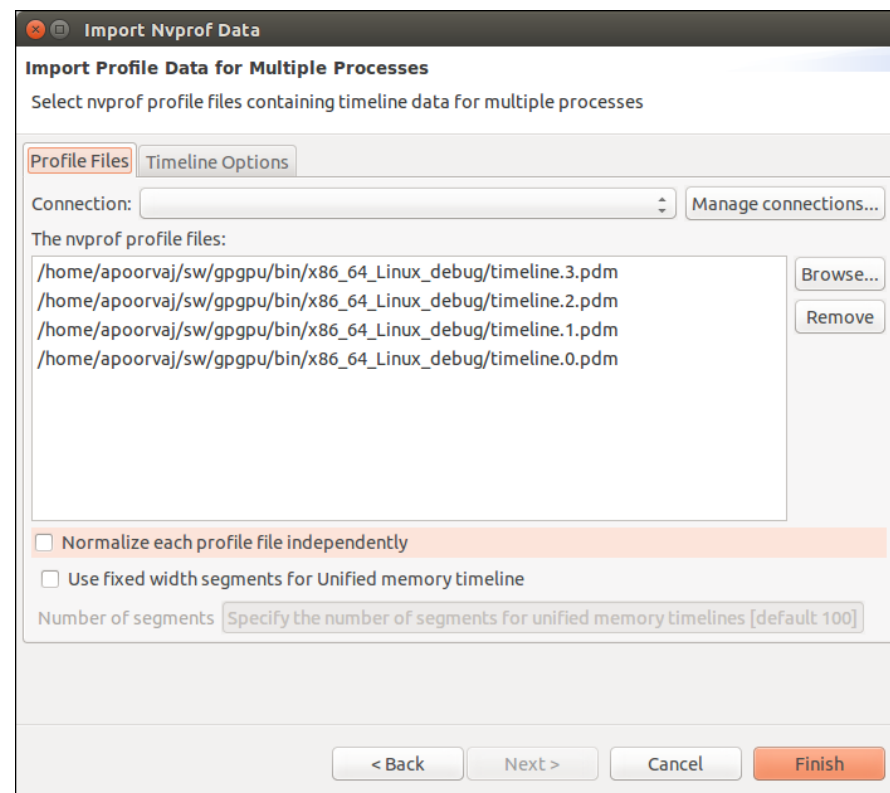 Import Nvprof Data
Import Profile Data for Multiple Processes
Select nvprof profile files containing timeline data for multiple processes
Profile Files Timeline Options
Connection: Manage connections...
The nvprof profile files:
/home/apoorvaj/sw/gpgpu/bin/x86_64_Linux_debug/timeline.3.pdm Browse...
/home/apoorvaj/sw/gpgpu/bin/x86_64_Linux_debug/timeline.2.pdm
/home/apoorvaj/sw/gpgpu/bin/x86_64_Linux_debug/timeline.1.pdm Remove
/home/apoorvaj/sw/gpgpu/bin/x86_64_Linux_debug/timeline.0.pdm
Normalize each profile file independently
Use fixed width segments for Unified memory timeline
Number of segments Specify the number of segments for unified memory timelines [default 100]
< Back Next > Cancel Finish